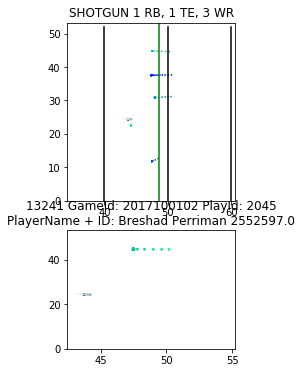 SHOTGUN 1 RB, 1 TE, 3 WR
50
40
30
20
10
0
40 50 60
13241 GameId: 2017100102 PlayId: 2045
PlayerName + ID: Breshad Perriman 2552597.0
40
20
0
45 50 55